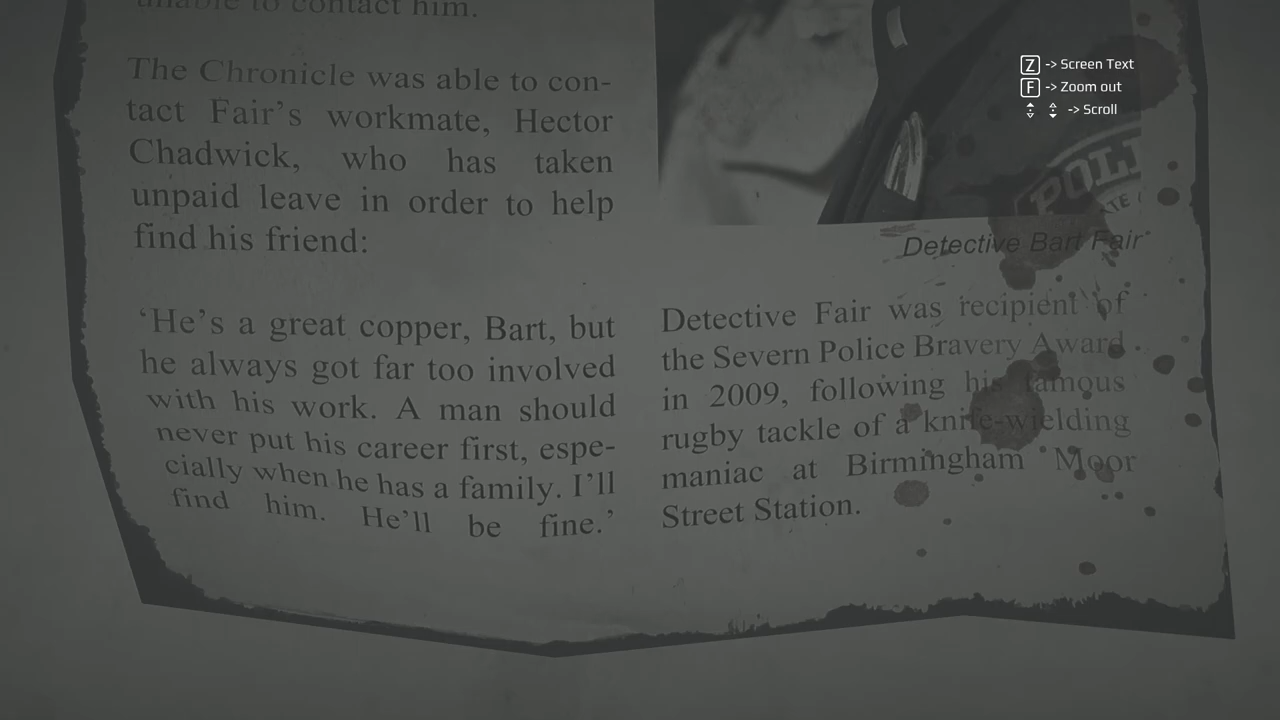 unable to contact him.
The Chronicle was able to con-
tact Fair's workmate, Hector
Chadwick, who has taken
unpaid leave in order to help
find his friend:
'He's a great copper, Bart, but
he always got far too involved
with his work. A man should
never put his career first, espe-
cially when he has a family. I'll
find him. He'll be fine.'
Detective Bart Fair
Detective Fair was recipient of
the Severn Police Bravery Award
in 2009, following his famous
rugby tackle of a knife-wielding
maniac at Birmingham Moor
Street Station.
Z -> Screen Text
F -> Zoom out
-> Scroll